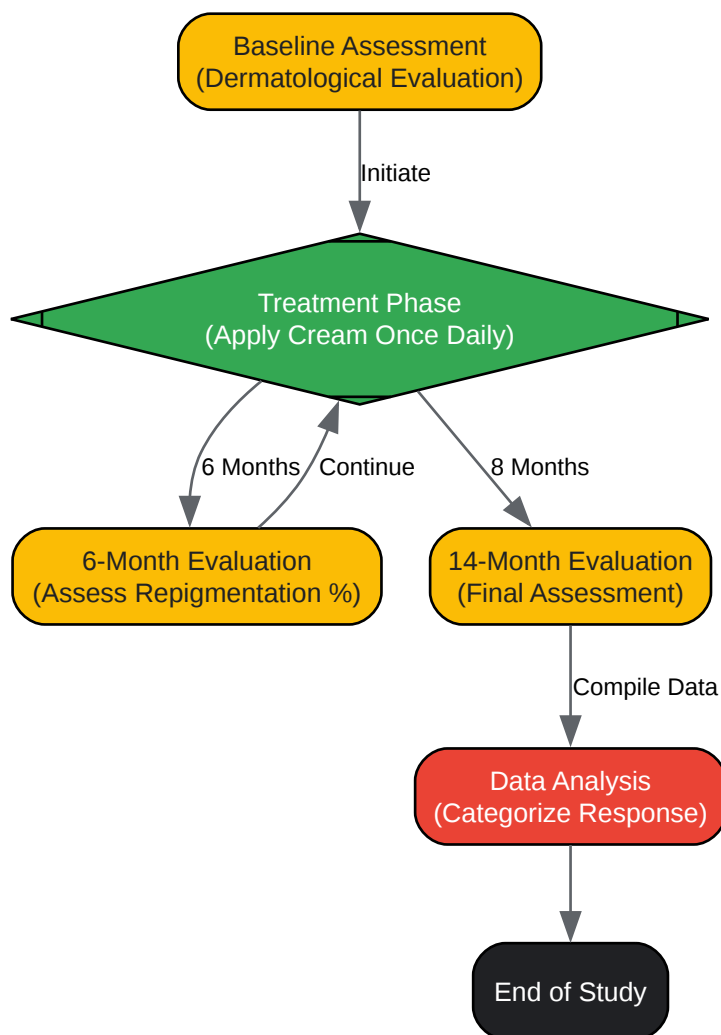 Baseline Assessment
(Dermatological Evaluation)
Initiate
Treatment Phase
(Apply Cream Once Daily)
6 Months
Continue
8 Months
6-Month Evaluation
(Assess Repigmentation %)
14-Month Evaluation
(Final Assessment)
Compile Data
Data Analysis
(Categorize Response)
End of Study